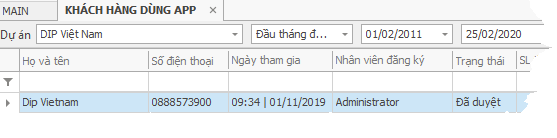 MAIN KHÁCH HÀNG DÙNG APP
Dự án DIP Việt Nam Đầu tháng đ... 01/02/2011 25/02/2020
Họ và tên Số điện thoại Ngày tham gia Nhân viên đăng ký Trạng thái SL
Dip Vietnam 0888573900 09:34 | 01/11/2019 Administrator Đã duyệt